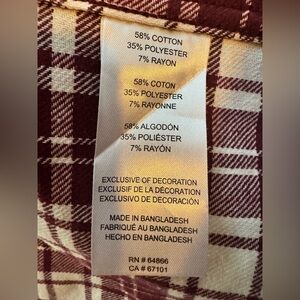 58% COTTON
35% POLYESTER
7% RAYON
58% COTON
35% POLYESTER
7% RAYONNE
58% ALGODÓN
35% POLIÉSTER
7% RAYÓN
EXCLUSIVE OF DECORATION
EXCLUSIF DE LA DÉCORATION
EXCLUSIVO DE DECORACIÓN
MADE IN BANGLADESH
FABRIQUÉ AU BANGLADESH
HECHO EN BANGLADESH
RN # 64866
CA # 67101